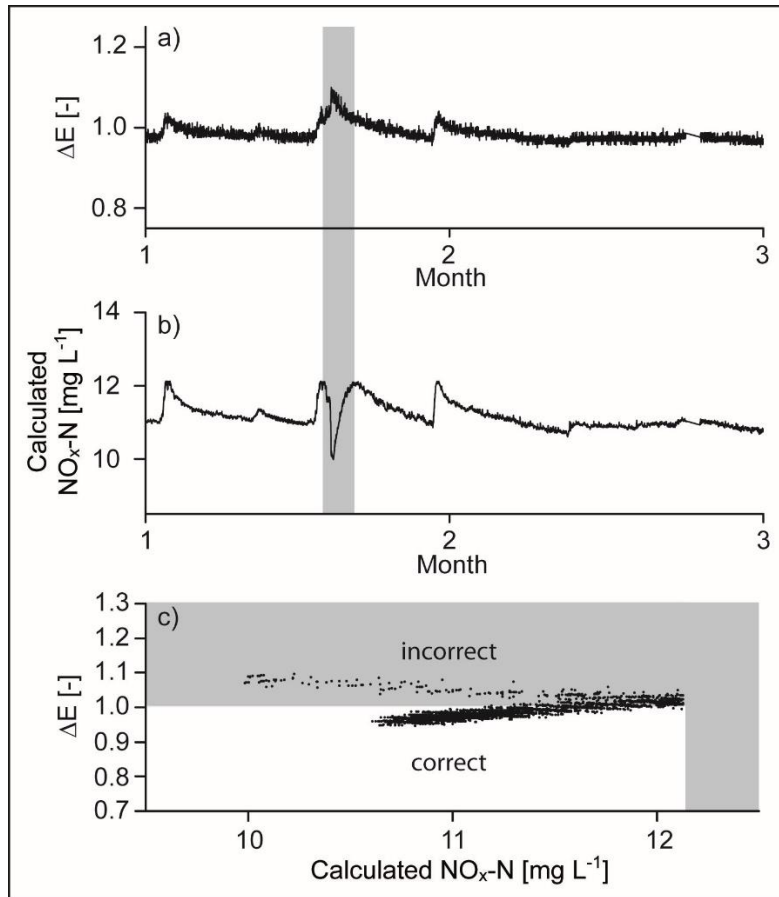 a)
1.2
1.0
0.8
ΔE [-]
1
2
3
Month
b)
14
12
10
Calculated
NOₓ-N [mg L⁻¹]
1
2
3
Month
c)
1.3
1.2
1.1
1.0
0.9
0.8
0.7
ΔE [-]
incorrect
correct
10
11
12
Calculated NOₓ-N [mg L⁻¹]